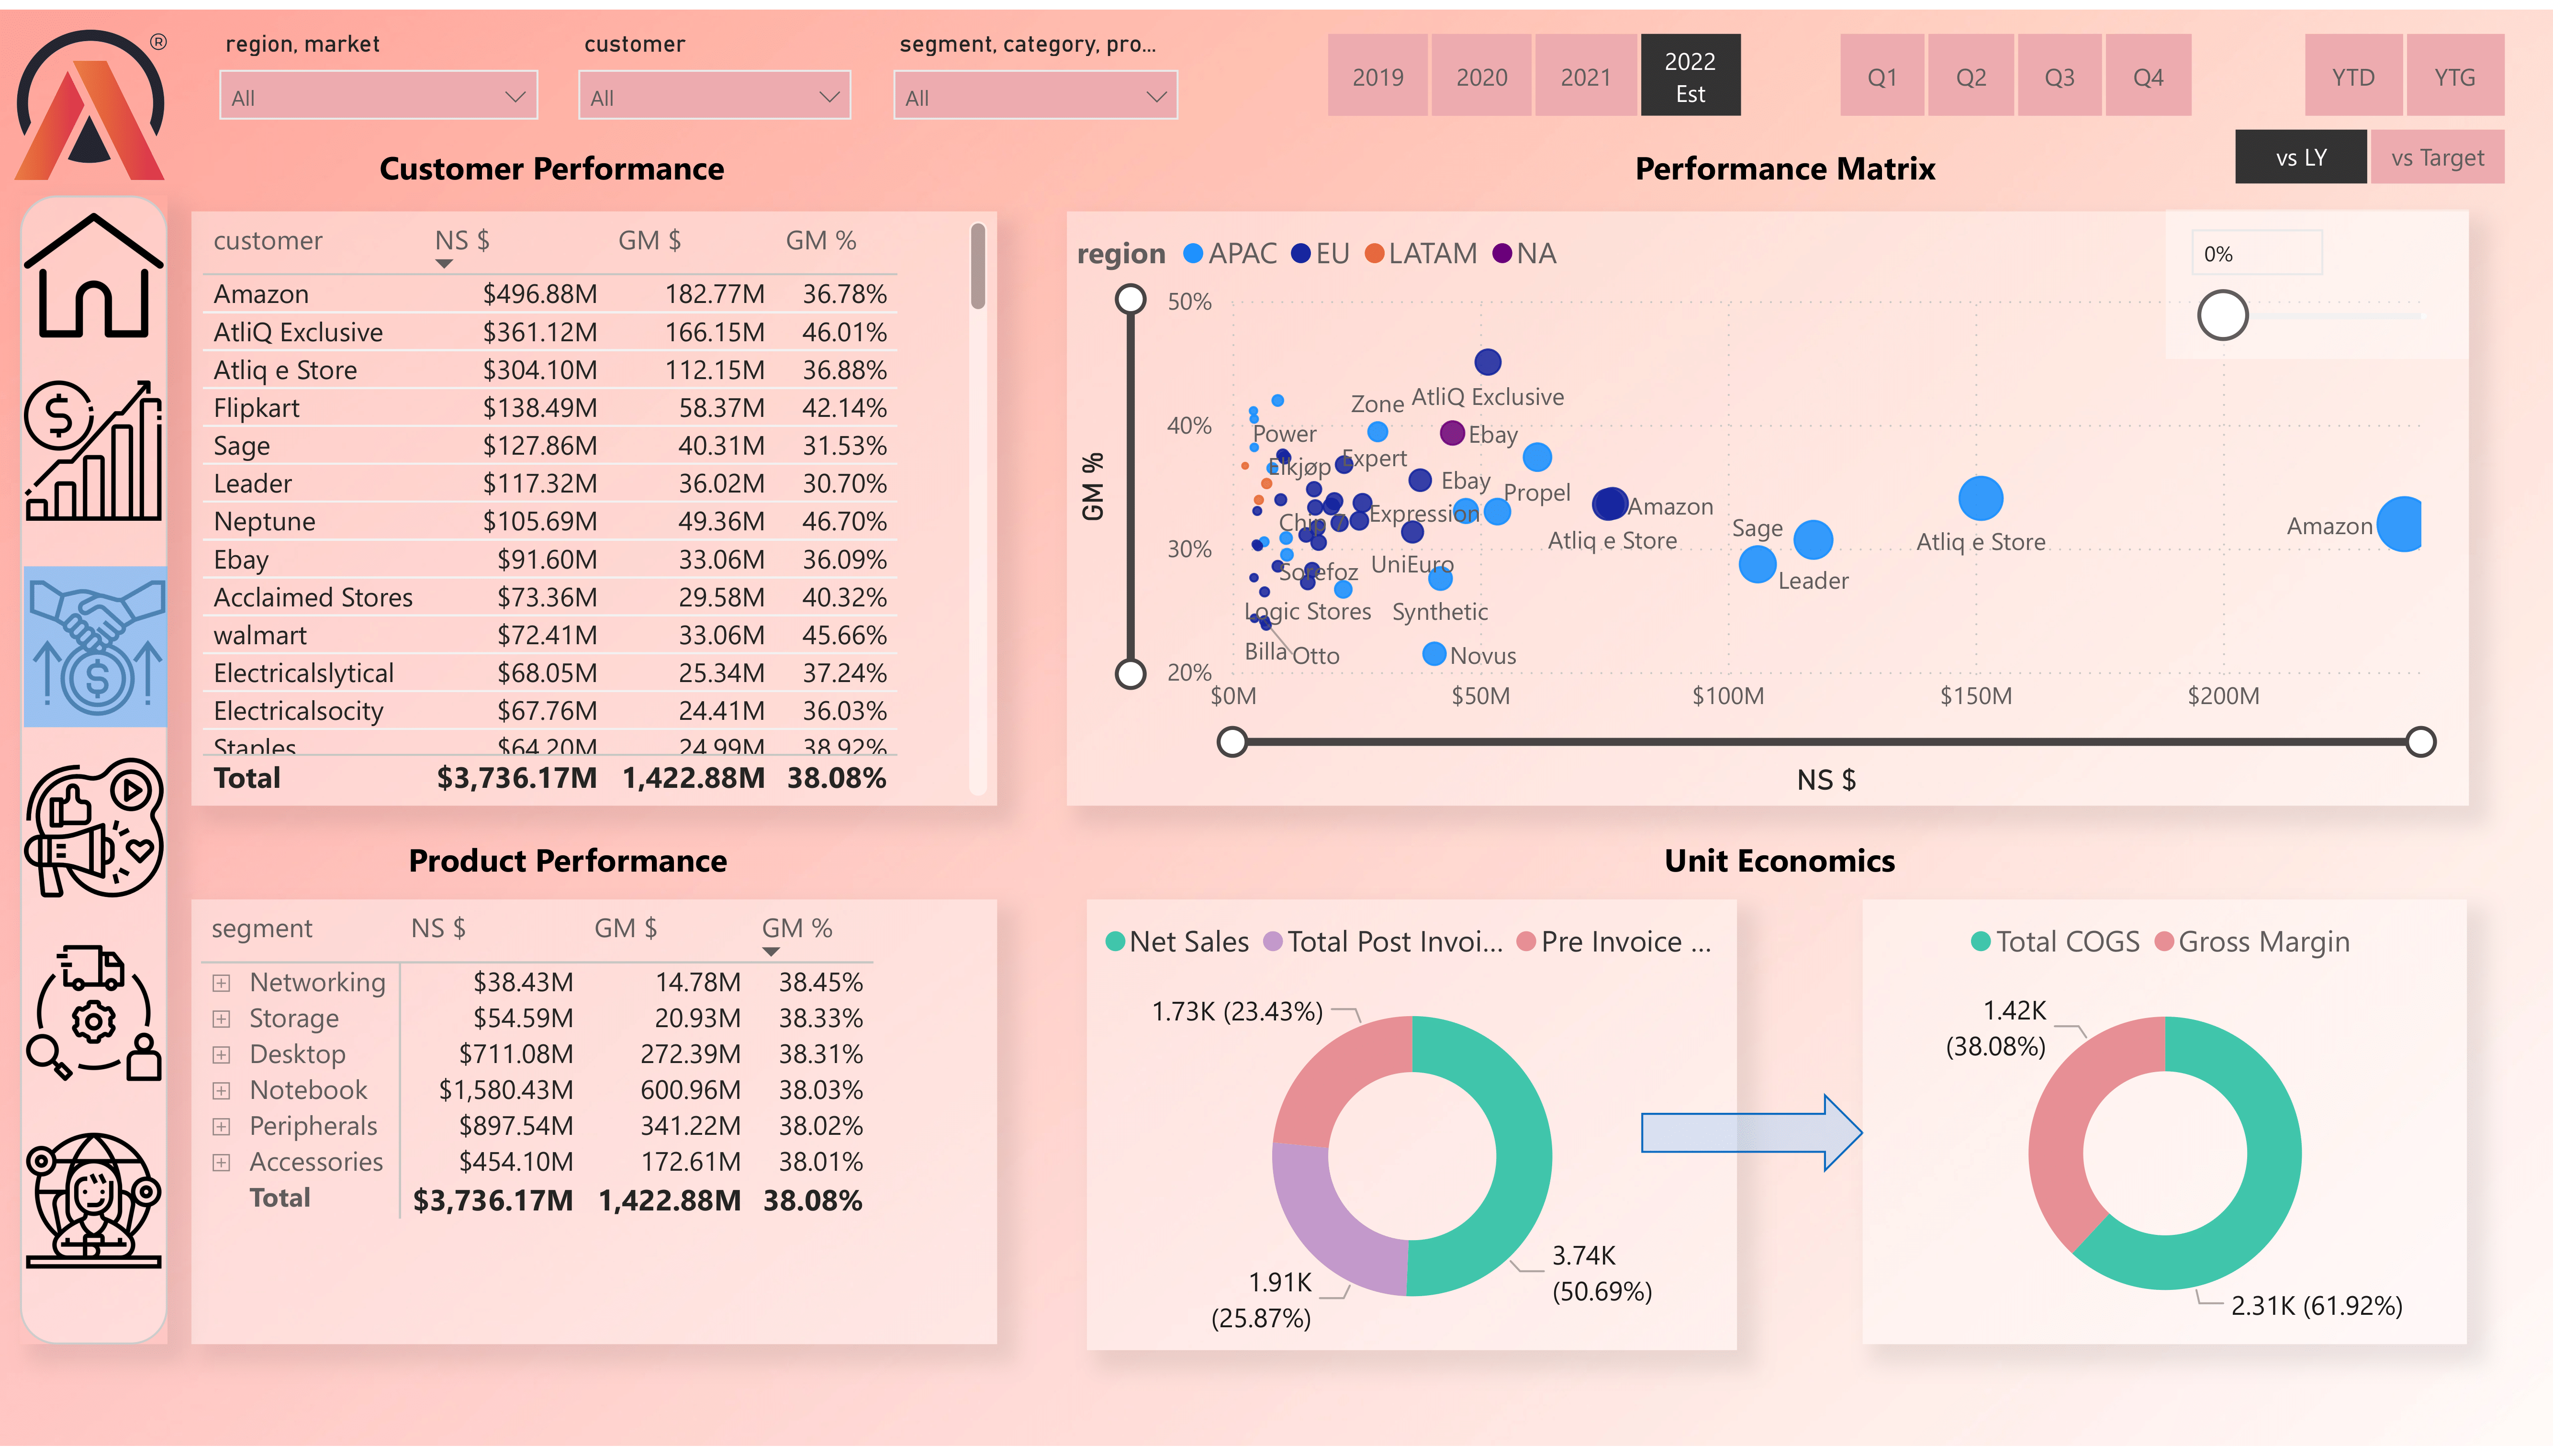 ®
region, market
customer
segment, category, pro...
All
All
All
2019
2020
2021
2022
Est
Q1
Q2
Q3
Q4
YTD
YTG
vs LY
vs Target
Customer Performance
customer NS $ GM $ GM %
Amazon $496.88M 182.77M 36.78%
AtliQ Exclusive $361.12M 166.15M 46.01%
Atliq e Store $304.10M 112.15M 36.88%
Flipkart $138.49M 58.37M 42.14%
Sage $127.86M 40.31M 31.53%
Leader $117.32M 36.02M 30.70%
Neptune $105.69M 49.36M 46.70%
Ebay $91.60M 33.06M 36.09%
Acclaimed Stores $73.36M 29.58M 40.32%
walmart $72.41M 33.06M 45.66%
Electricalslytical $68.05M 25.34M 37.24%
Electricalsocity $67.76M 24.41M 36.03%
Staples $64.20M 24.99M 38.92%
Total $3,736.17M 1,422.88M 38.08%
Performance Matrix
region APAC EU LATAM NA
0%
50%
40%
30%
20%
GM %
AtliQ Exclusive
Zone
Power
Ebay
Elkjøp
Expert
Ebay
Propel
Chip 7
Expression
Amazon
Atliq e Store
Sage
Leader
Atliq e Store
Amazon
Sorefoz
UniEuro
Logic Stores
Synthetic
Billa
Otto
Novus
$0M
$50M
$100M
$150M
$200M
NS $
Product Performance
segment NS $ GM $ GM %
Networking $38.43M 14.78M 38.45%
Storage $54.59M 20.93M 38.33%
Desktop $711.08M 272.39M 38.31%
Notebook $1,580.43M 600.96M 38.03%
Peripherals $897.54M 341.22M 38.02%
Accessories $454.10M 172.61M 38.01%
Total $3,736.17M 1,422.88M 38.08%
Unit Economics
Net Sales Total Post Invoi... Pre Invoice ...
1.73K (23.43%)
1.91K
(25.87%)
3.74K
(50.69%)
Total COGS Gross Margin
1.42K
(38.08%)
2.31K (61.92%)